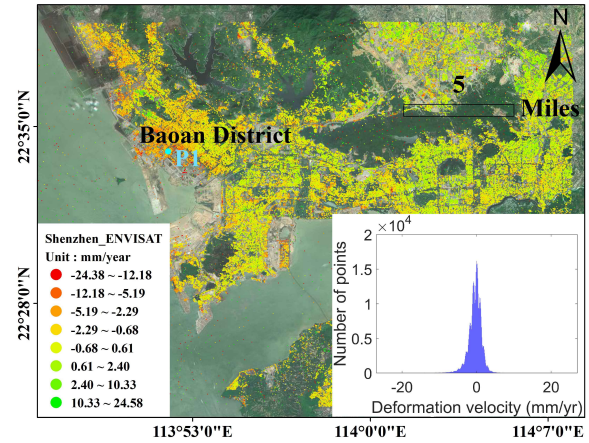 N
5
Miles
22°35'0"N
Baoan District
P1
Shenzhen_ENVISAT
Unit : mm/year
-24.38 ~ -12.18
-12.18 ~ -5.19
-5.19 ~ -2.29
-2.29 ~ -0.68
-0.68 ~ 0.61
0.61 ~ 2.40
2.40 ~ 10.33
10.33 ~ 24.58
22°28'0"N
2 ×10^4
1.5
1
0.5
0
Number of points
-20 0 20
Deformation velocity (mm/yr)
113°53'0"E 114°0'0"E 114°7'0"E